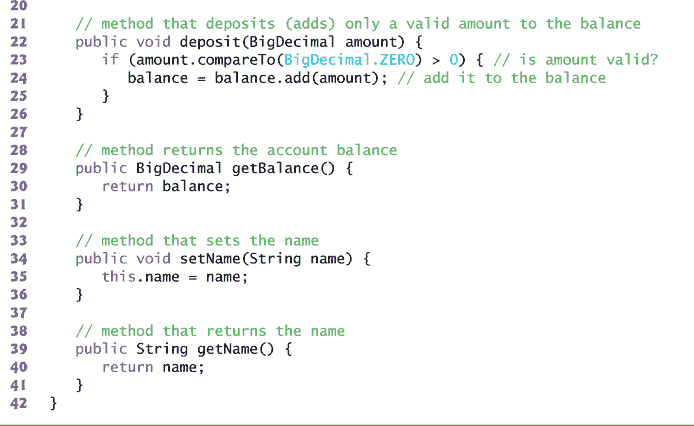 20
21 // method that deposits (adds) only a valid amount to the balance
22 public void deposit(BigDecimal amount) {
23 if (amount.compareTo(BigDecimal.ZERO) > 0) { // is amount valid?
24 balance = balance.add(amount); // add it to the balance
25 }
26 }
27
28 // method returns the account balance
29 public BigDecimal getBalance() {
30 return balance;
31 }
32
33 // method that sets the name
34 public void setName(String name) {
35 this.name = name;
36 }
37
38 // method that returns the name
39 public String getName() {
40 return name;
41 }
42 }